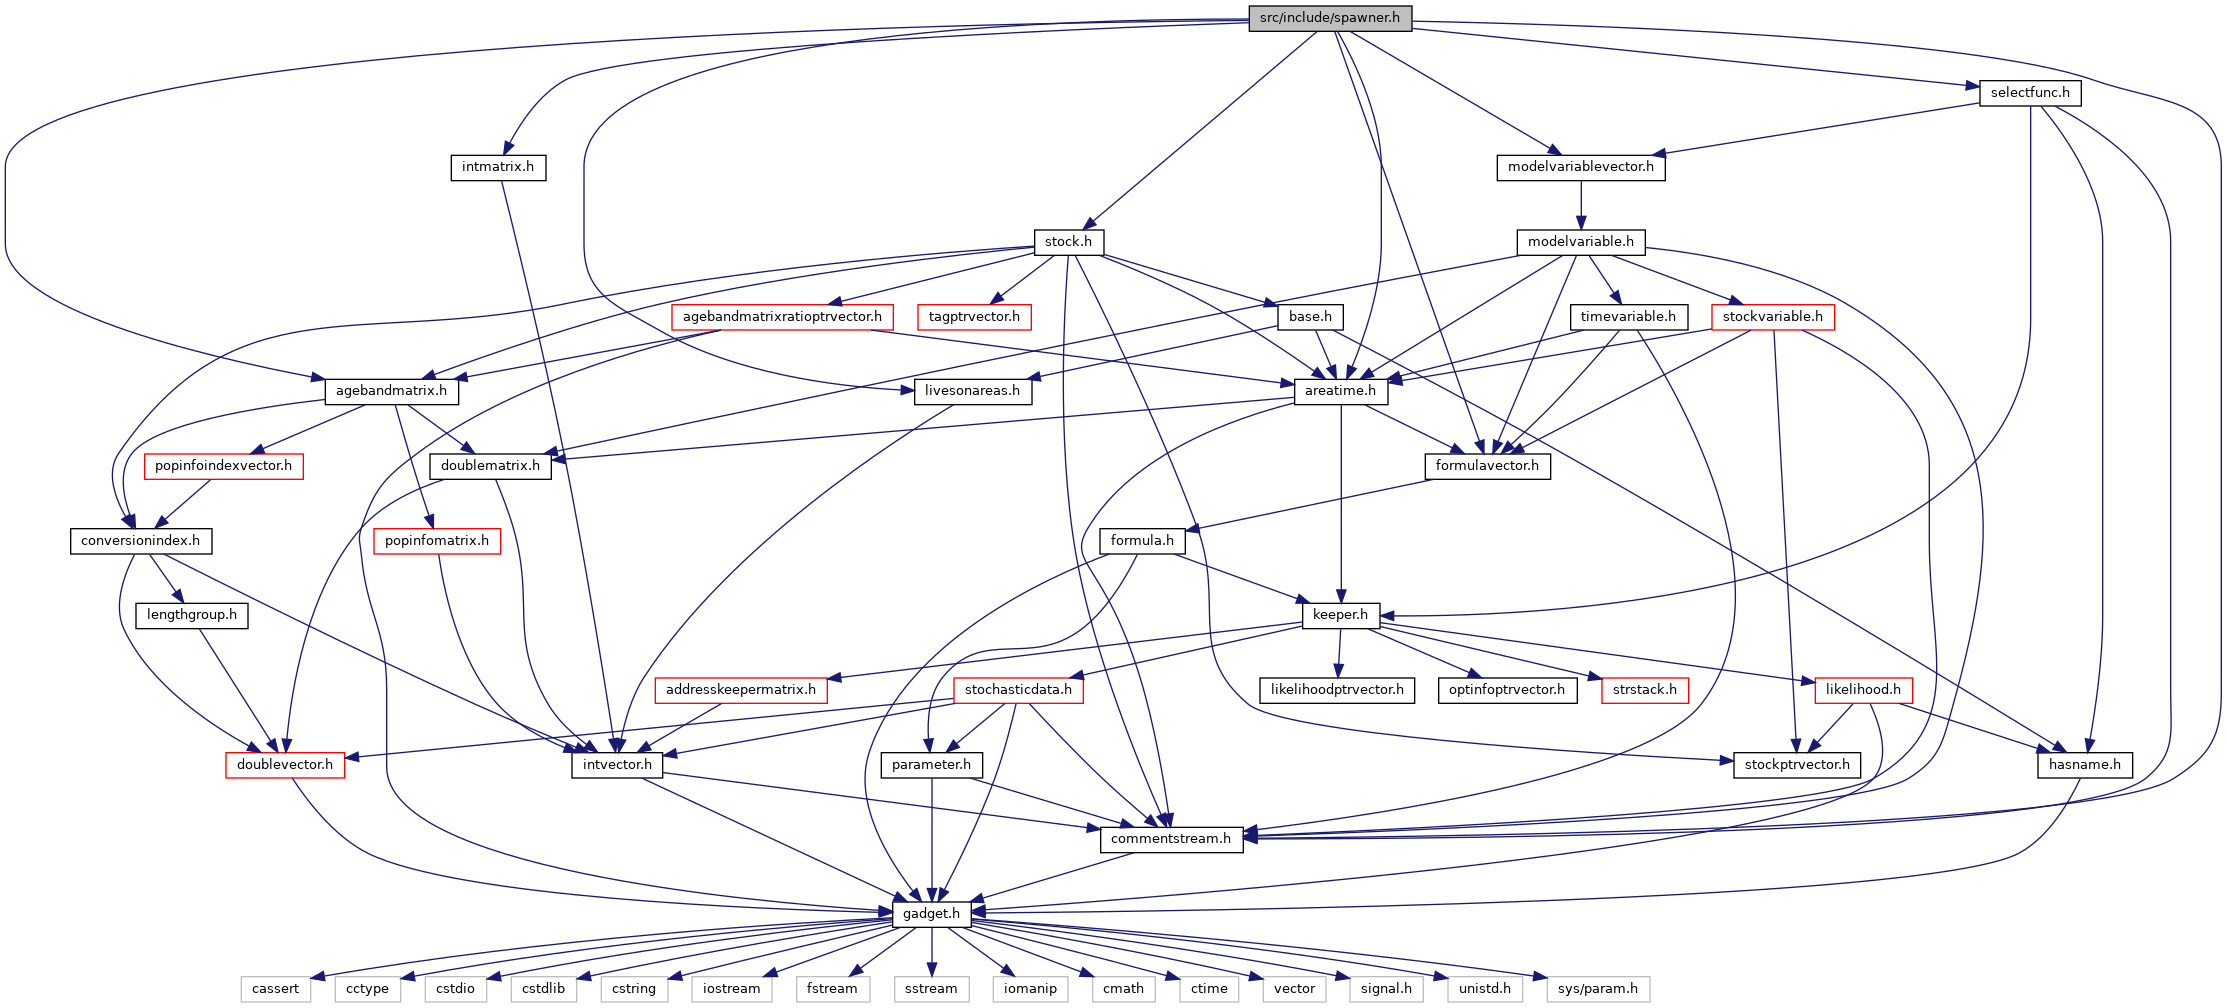 src/include/spawner.h
selectfunc.h
intmatrix.h
modelvariablevector.h
stock.h
modelvariable.h
agebandmatrixratioptrvector.h
tagptrvector.h
base.h
timevariable.h
stockvariable.h
agebandmatrix.h
livesonareas.h
areatime.h
popinfoindexvector.h
doublematrix.h
formulavector.h
conversionindex.h
popinfomatrix.h
formula.h
lengthgroup.h
keeper.h
addresskeepermatrix.h
stochasticdata.h
likelihoodptrvector.h
optinfoptrvector.h
strstack.h
likelihood.h
doublevector.h
intvector.h
parameter.h
stockptrvector.h
hasname.h
commentstream.h
gadget.h
cassert
cctype
cstdio
cstdlib
cstring
iostream
fstream
sstream
iomanip
cmath
ctime
vector
signal.h
unistd.h
sys/param.h